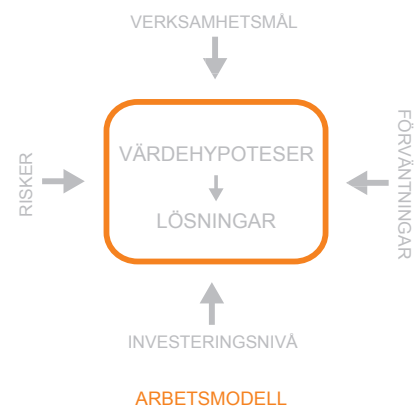 VERKSAMHETSMÅL
RISKER
VÄRDEHYPOTESER
LÖSNINGAR
FÖRVÄNTNINGAR
INVESTERINGSNIVÅ
ARBETSMODELL